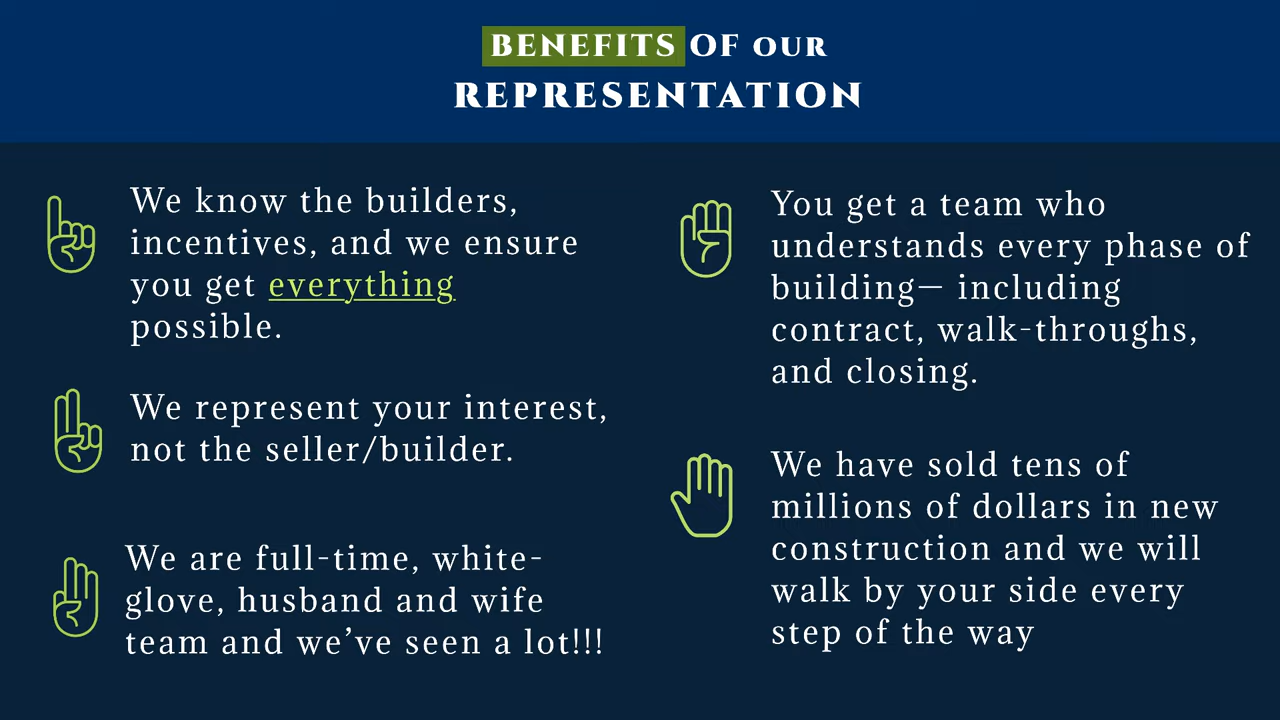 BENEFITS OF OUR
REPRESENTATION
We know the builders,
incentives, and we ensure
you get everything
possible.
We represent your interest,
not the seller/builder.
We are full-time, white-
glove, husband and wife
team and we’ve seen a lot!!!
You get a team who
understands every phase of
building— including
contract, walk-throughs,
and closing.
We have sold tens of
millions of dollars in new
construction and we will
walk by your side every
step of the way